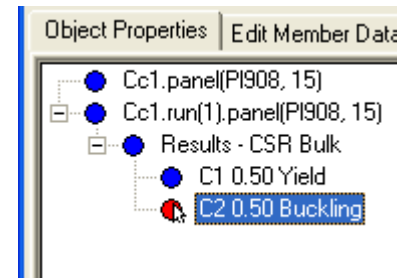 Object Properties Edit Member Data
Cc1.panel(Pl908, 15)
Cc1.run(1).panel(Pl908, 15)
Results - CSR Bulk
C1 0.50 Yield
C2 0.50 Buckling